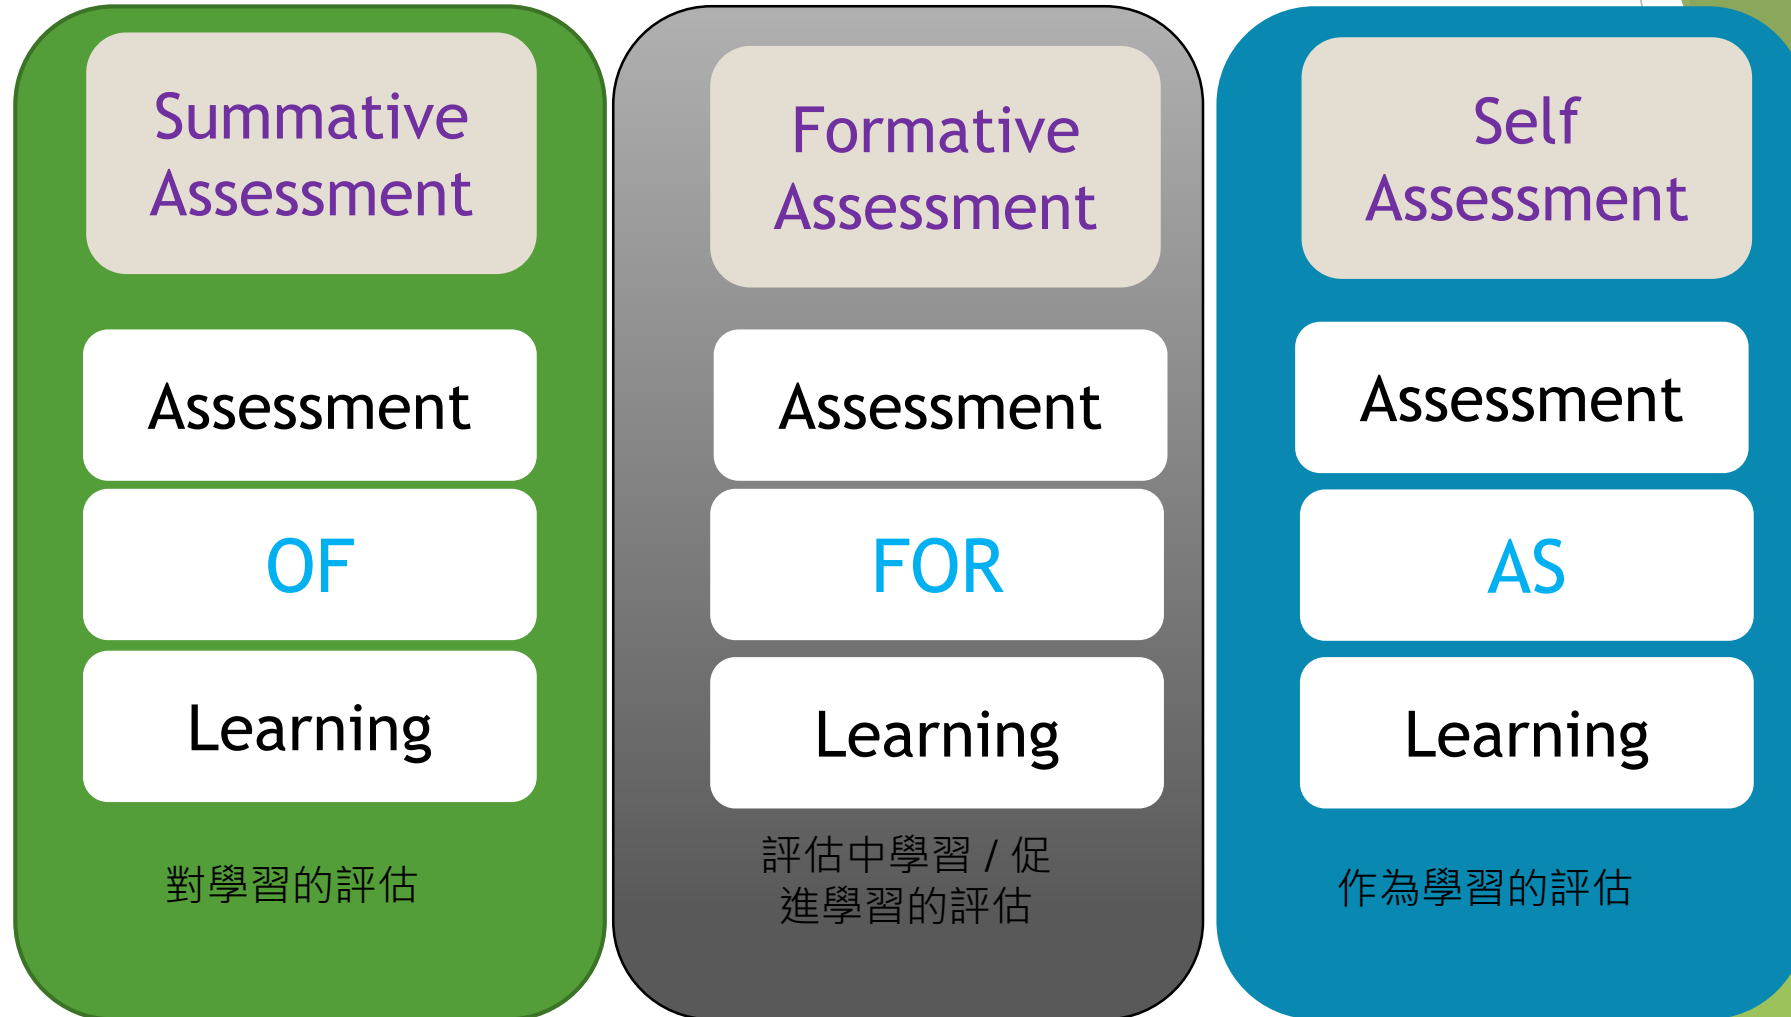 Summative
Assessment
Assessment
OF
Learning
對學習的評估
Formative
Assessment
Assessment
FOR
Learning
評估中學習 / 促
進學習的評估
Self
Assessment
Assessment
AS
Learning
作為學習的評估